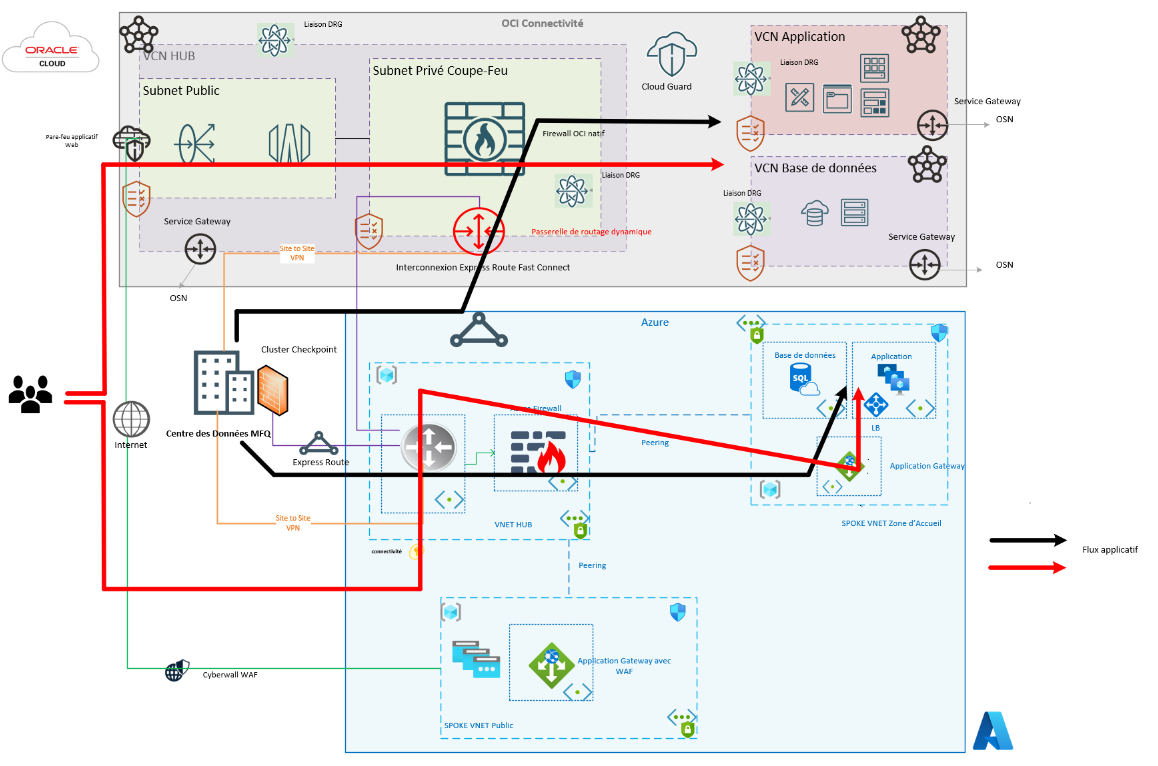 OCI Connectivité
ORACLE
CLOUD
Liaison DRG
VCN HUB
Subnet Public
Subnet Privé Coupe-Feu
Cloud Guard
VCN Application
Liaison DRG
Service Gateway
OSN
Pare-feu applicatif
Web
Firewall OCI natif
Liaison DRG
VCN Base de données
Liaison DRG
Service Gateway
OSN
Service Gateway
OSN
Site to Site
VPN
Passerelle de routage dynamique
Interconnexion Express Route Fast Connect
Azure
Cluster Checkpoint
Centre des Données MFQ
Internet
Express Route
Firewall
Peering
Base de données
SQL
Application
LB
Application Gateway
SPOKE VNET Zone d'Accueil
Site to Site
VPN
VNET HUB
connectivité
Peering
Flux applicatif
Cyberwall WAF
Application Gateway avec
WAF
SPOKE VNET Public